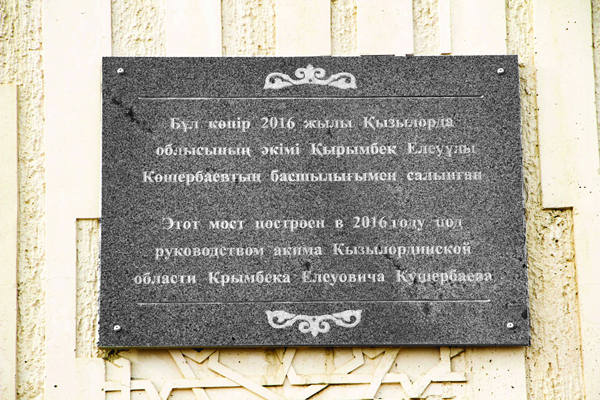 Бұл көпір 2016 жылы Қызылорда
облысының әкімі Қырымбек Елеуұлы
Көшербаевтың басшылығымен салынған
Этот мост построен в 2016 году под
руководством акима Кызылординской
области Крымбека Елеуовича Кушербаева